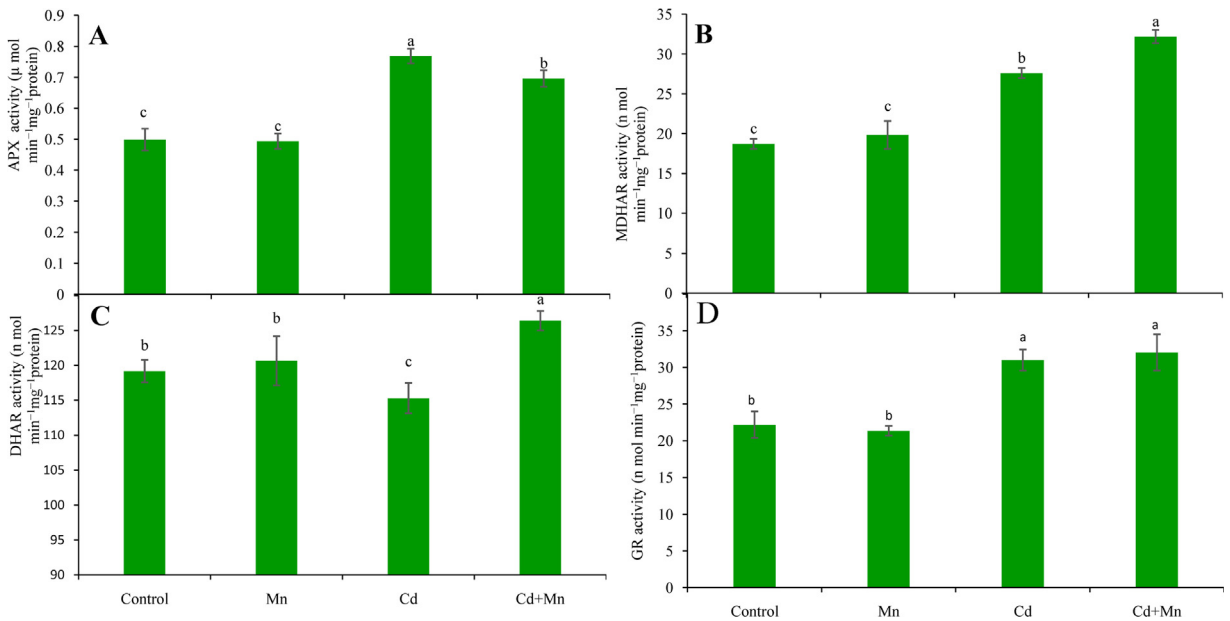 A
APX activity (μ mol
min⁻¹mg⁻¹protein)
0.9
0.8
0.7
0.6
0.5
0.4
0.3
0.2
0.1
0
c
c
a
b
B
MDHAR activity (n mol
min⁻¹mg⁻¹protein)
35
30
25
20
15
10
5
0
c
c
b
a
C
DHAR activity (n mol
min⁻¹mg⁻¹protein)
125
120
115
110
105
100
95
90
b
b
c
a
Control Mn Cd Cd+Mn
D
GR activity (n mol min⁻¹mg⁻¹protein)
35
30
25
20
15
10
5
0
b
b
a
a
Control Mn Cd Cd+Mn